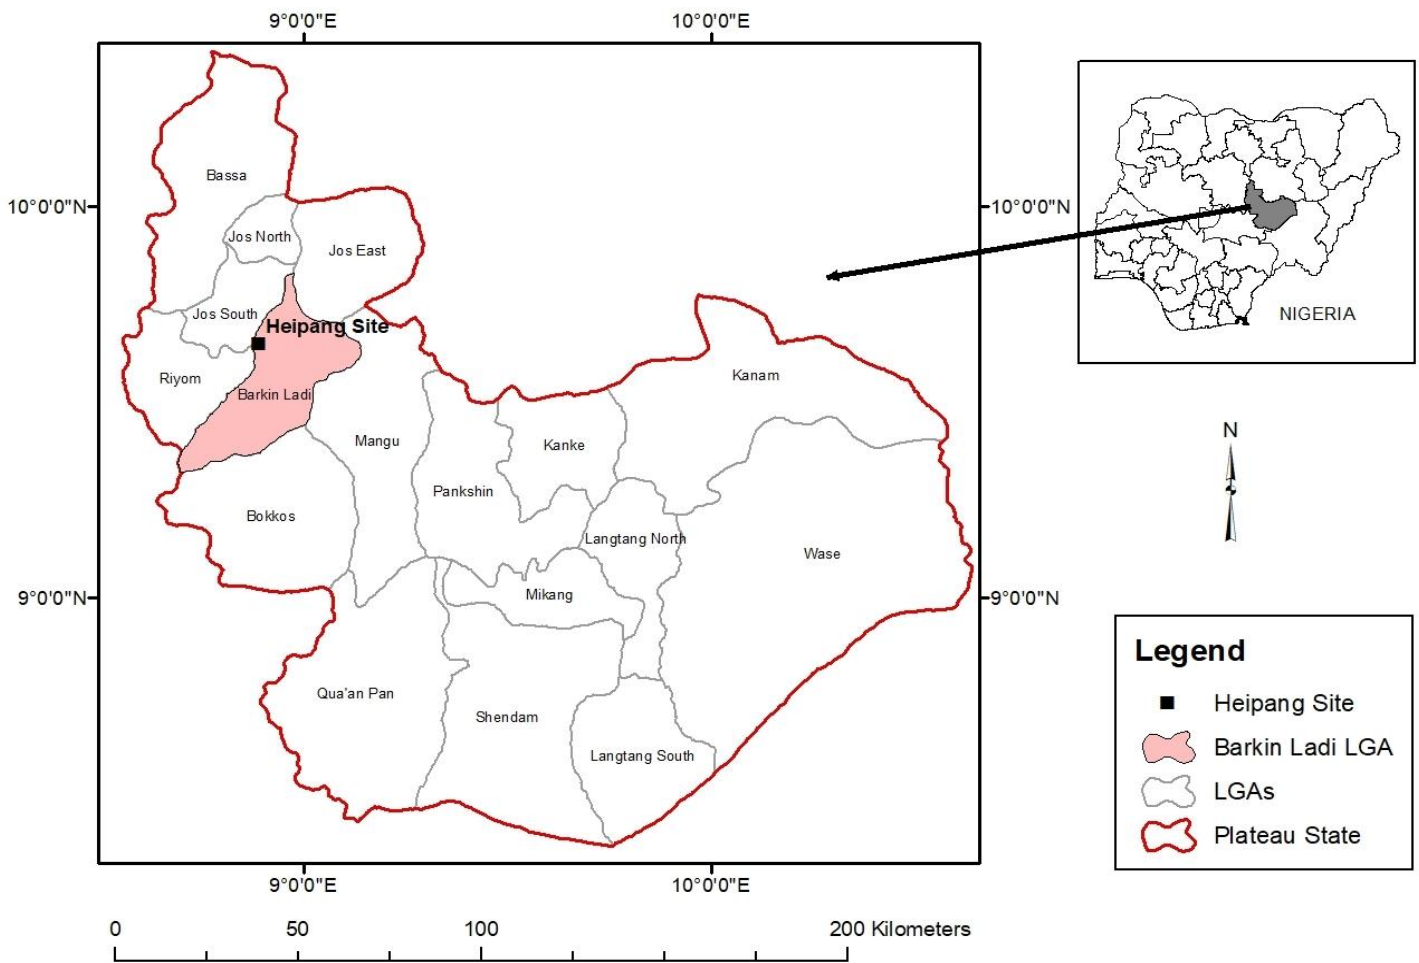 9°0'0"E
10°0'0"E
10°0'0"N
10°0'0"N
9°0'0"N
9°0'0"N
Bassa
Jos North
Jos East
Jos South
Heipang Site
Riyom
Barkin Ladi
Kanam
Mangu
Kanke
Pankshin
Bokkos
Langtang North
Wase
Mikang
Qua'an Pan
Shendam
Langtang South
9°0'0"E
10°0'0"E
0 50 100 200 Kilometers
NIGERIA
N
Legend
Heipang Site
Barkin Ladi LGA
LGAs
Plateau State